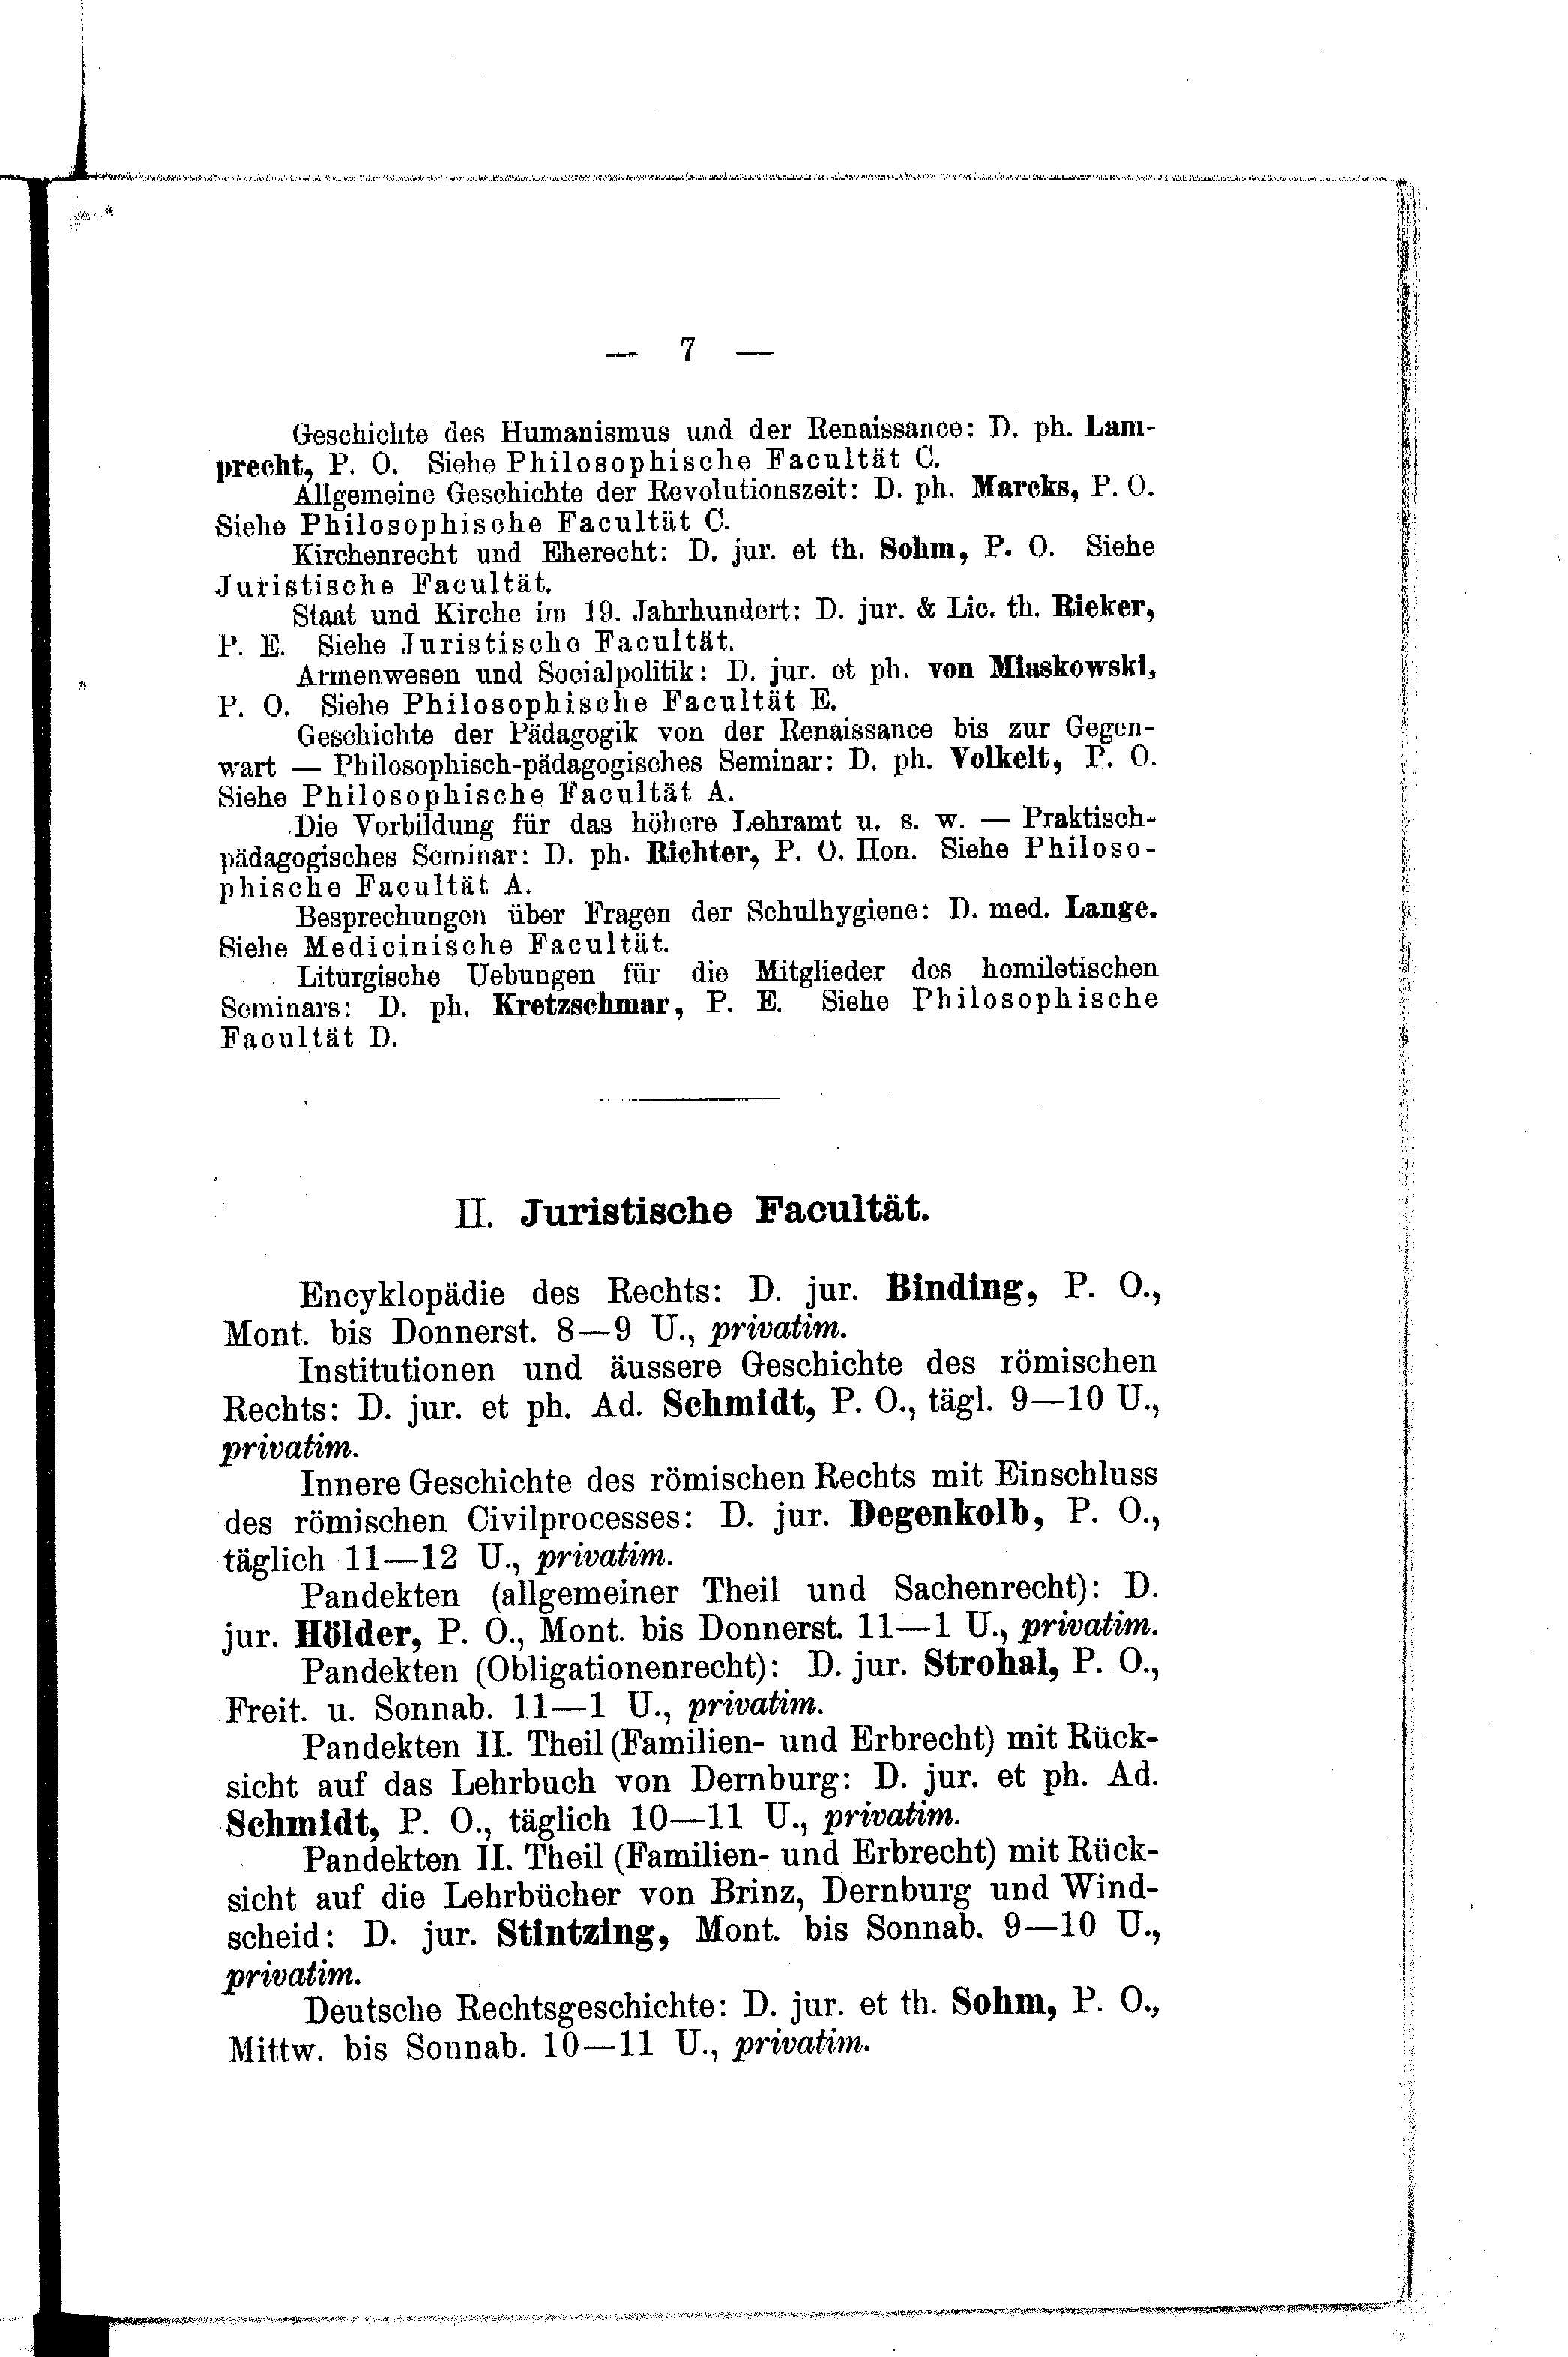 — 7 —
Geschichte des Humanismus und der Renaissance: D. ph. Lam-
precht, P. O. Siehe Philosophische Facultät C.
Allgemeine Geschichte der Revolutionszeit: D. ph. Marcks, P. O.
Siehe Philosophische Facultät C.
Kirchenrecht und Eherecht: D. jur. et th. Sohm, P. O. Siehe
Juristische Facultät.
Staat und Kirche im 19. Jahrhundert: D. jur. & Lic. th. Rieker,
P. E. Siehe Juristische Facultät.
Armenwesen und Socialpolitik: D. jur. et ph. von Miaskowski,
P. O. Siehe Philosophische Facultät E.
Geschichte der Pädagogik von der Renaissance bis zur Gegen-
wart — Philosophisch-pädagogisches Seminar: D. ph. Volkelt, P. O.
Siehe Philosophische Facultät A.
Die Vorbildung für das höhere Lehramt u. s. w. — Praktisch-
pädagogisches Seminar: D. ph. Richter, P. O. Hon. Siehe Philoso-
phische Facultät A.
Besprechungen über Fragen der Schulhygiene: D. med. Lange.
Siehe Medicinische Facultät.
Liturgische Uebungen für die Mitglieder des homiletischen
Seminars: D. ph. Kretzschmar, P. E. Siehe Philosophische
Facultät D.
II. Juristische Facultät.
Encyklopädie des Rechts: D. jur. Binding, P. O.,
Mont. bis Donnerst. 8—9 U., privatim.
Institutionen und äussere Geschichte des römischen
Rechts: D. jur. et ph. Ad. Schmidt, P. O., tägl. 9—10 U.,
privatim.
Innere Geschichte des römischen Rechts mit Einschluss
des römischen Civilprocesses: D. jur. Degenkolb, P. O.,
täglich 11—12 U., privatim.
Pandekten (allgemeiner Theil und Sachenrecht): D.
jur. Hölder, P. O., Mont. bis Donnerst. 11—1 U., privatim.
Pandekten (Obligationenrecht): D. jur. Strohal, P. O.,
Freit. u. Sonnab. 11—1 U., privatim.
Pandekten II. Theil (Familien- und Erbrecht) mit Rück-
sicht auf das Lehrbuch von Dernburg: D. jur. et ph. Ad.
Schmidt, P. O., täglich 10—11 U., privatim.
Pandekten II. Theil (Familien- und Erbrecht) mit Rück-
sicht auf die Lehrbücher von Brinz, Dernburg und Wind-
scheid: D. jur. Stintzing, Mont. bis Sonnab. 9—10 U.,
privatim.
Deutsche Rechtsgeschichte: D. jur. et th. Sohm, P. O.,
Mittw. bis Sonnab. 10—11 U., privatim.